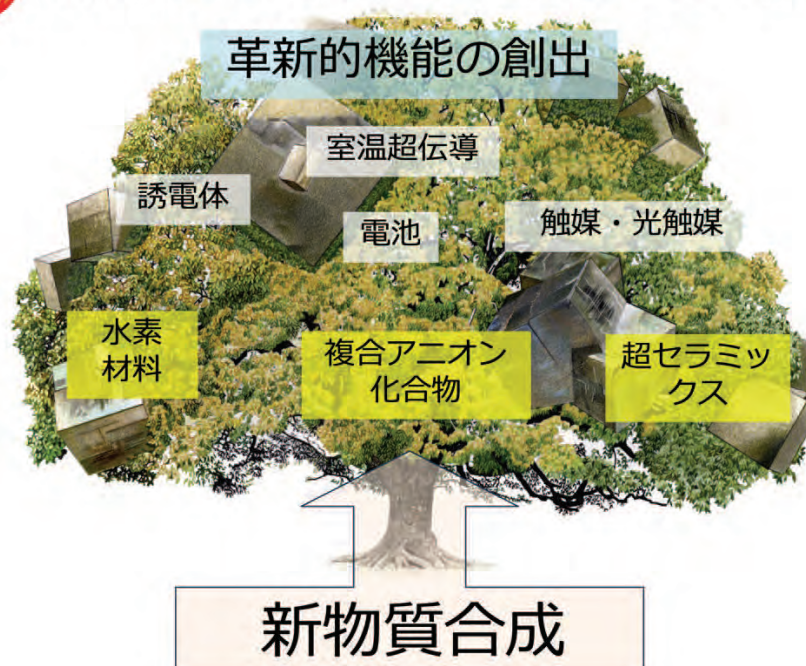 革新的機能の創出
室温超伝導
誘電体
電池
触媒・光触媒
水素
材料
複合アニオン
化合物
超セラミッ
クス
新物質合成